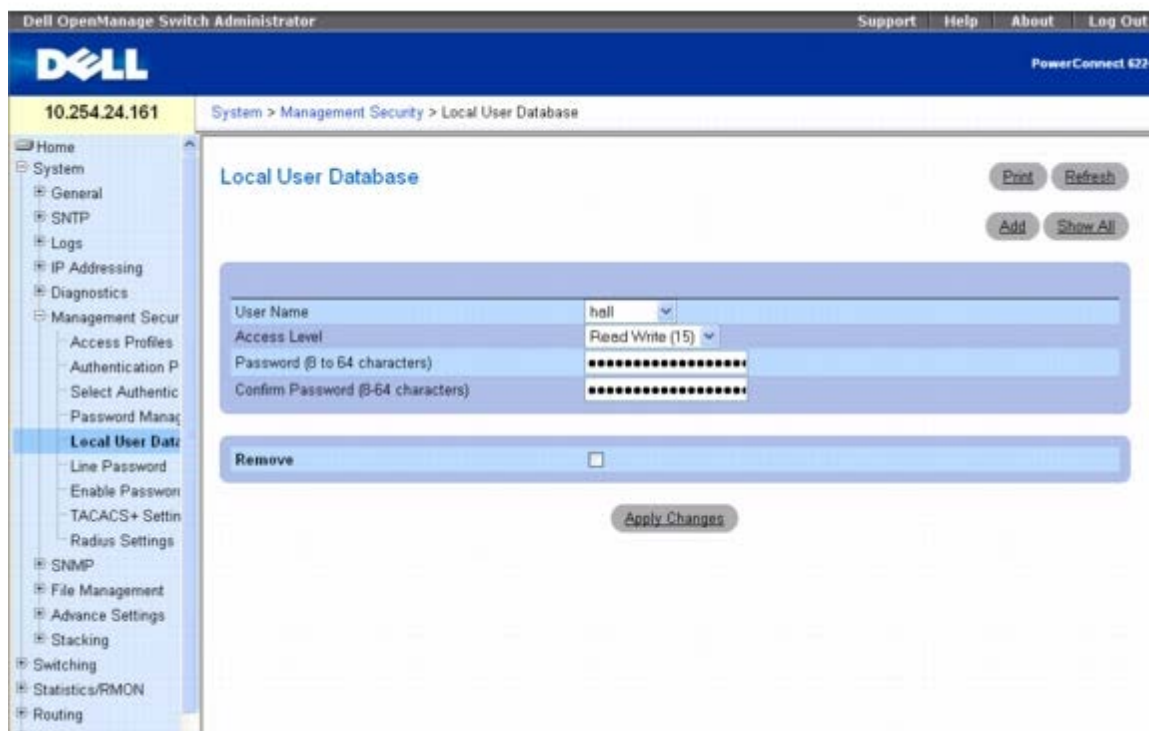 Dell OpenManage Switch Administrator
Support Help About Log Out
DELL
PowerConnect 622
10.254.24.161
System > Management Security > Local User Database
Home
System
General
SNTP
Logs
IP Addressing
Diagnostics
Management Secur
Access Profiles
Authentication P
Select Authentic
Password Manag
Local User Data
Line Password
Enable Passwor
TACACS+ Settin
Radius Settings
SNMP
File Management
Advance Settings
Stacking
Switching
Statistics/RMON
Routing
Local User Database
Print Refresh
Add Show All
User Name hall
Access Level Read Write (15)
Password (8 to 64 characters) ••••••••••••••••••
Confirm Password (8-64 characters) ••••••••••••••••••
Remove
Apply Changes